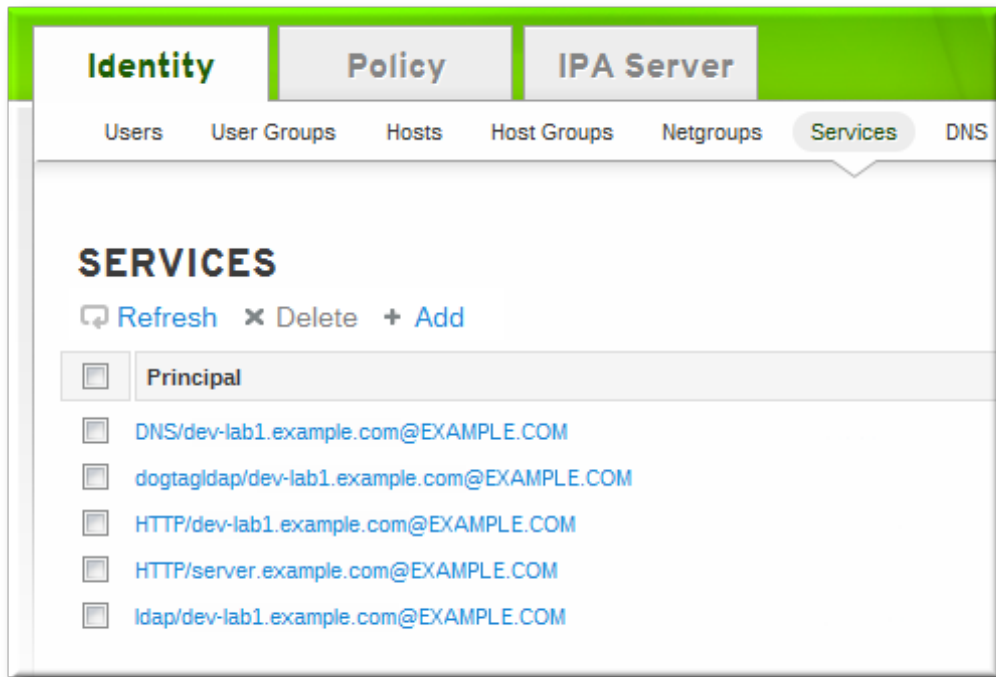 Identity Policy IPA Server
Users User Groups Hosts Host Groups Netgroups Services DNS
SERVICES
Refresh Delete + Add
Principal
DNS/dev-lab1.example.com@EXAMPLE.COM
dogtagldap/dev-lab1.example.com@EXAMPLE.COM
HTTP/dev-lab1.example.com@EXAMPLE.COM
HTTP/server.example.com@EXAMPLE.COM
ldap/dev-lab1.example.com@EXAMPLE.COM